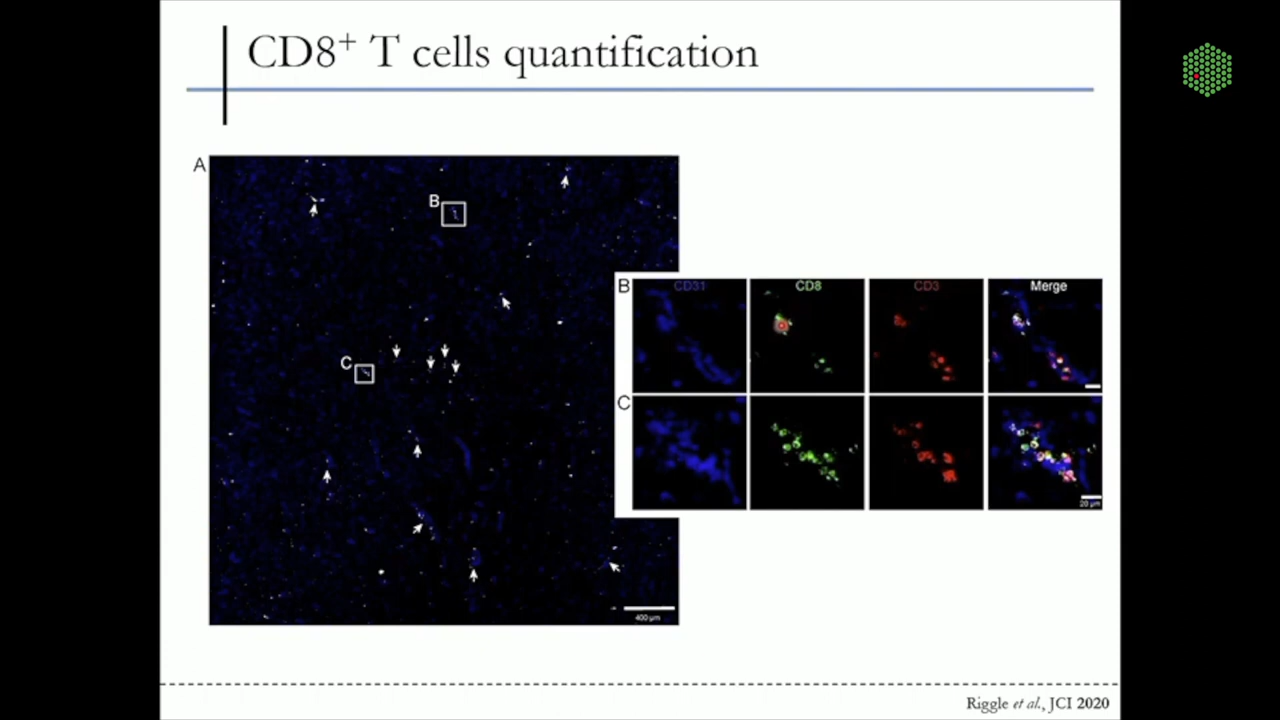 CD8⁺ T cells quantification
A
B
C
400 µm
B
CD31
CD8
CD3
Merge
C
20 µm
Riggle et al., JCI 2020